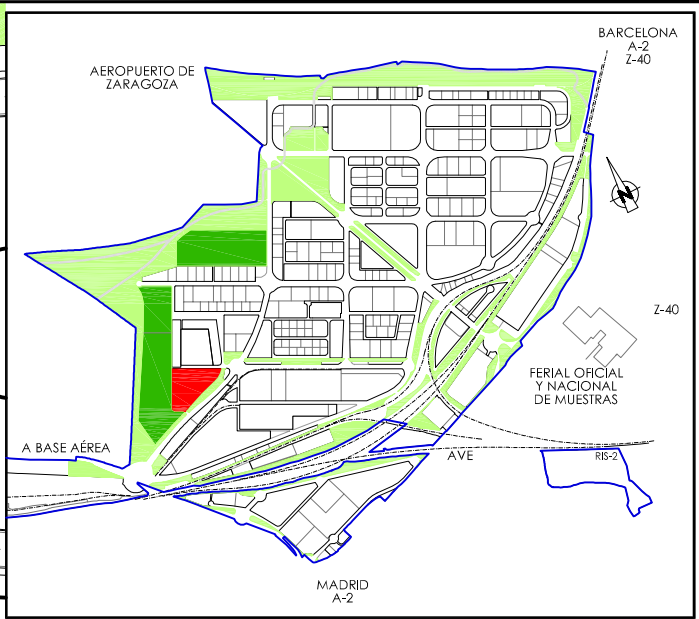 BARCELONA
A-2
Z-40
AEROPUERTO DE
ZARAGOZA
N
Z-40
FERIAL OFICIAL
Y NACIONAL
DE MUESTRAS
A BASE AÉREA
AVE
RIS-2
MADRID
A-2